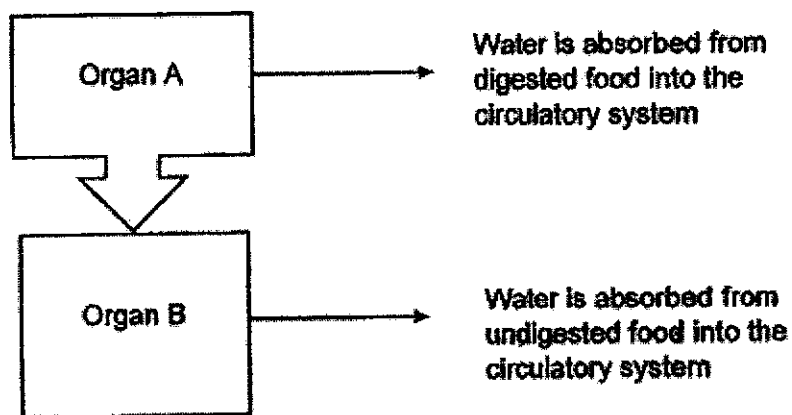 Organ A
Water is absorbed from
digested food into the
circulatory system
Organ B
Water is absorbed from
undigested food into the
circulatory system